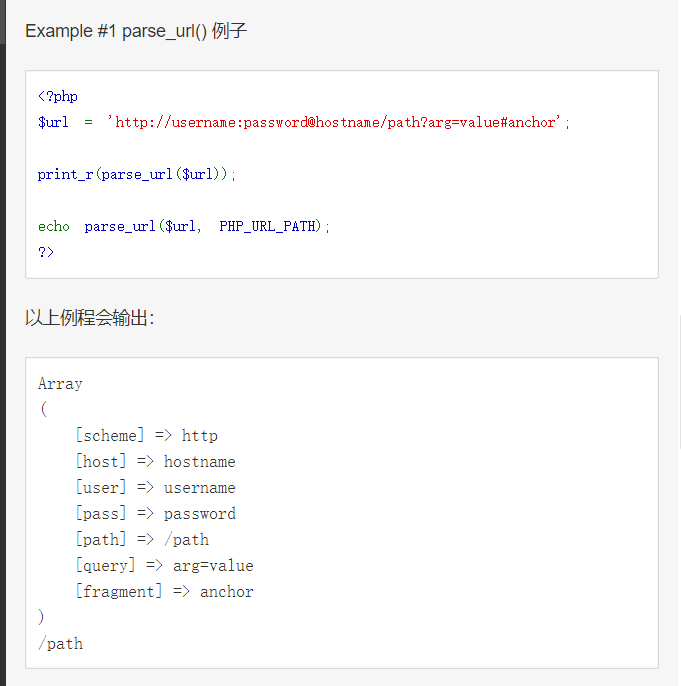 Example #1 parse_url() 例子
<?php
$url = 'http://username:password@hostname/path?arg=value#anchor';
print_r(parse_url($url));
echo parse_url($url, PHP_URL_PATH);
?>
以上例程会输出：
Array
(
[scheme] => http
[host] => hostname
[user] => username
[pass] => password
[path] => /path
[query] => arg=value
[fragment] => anchor
)
/path